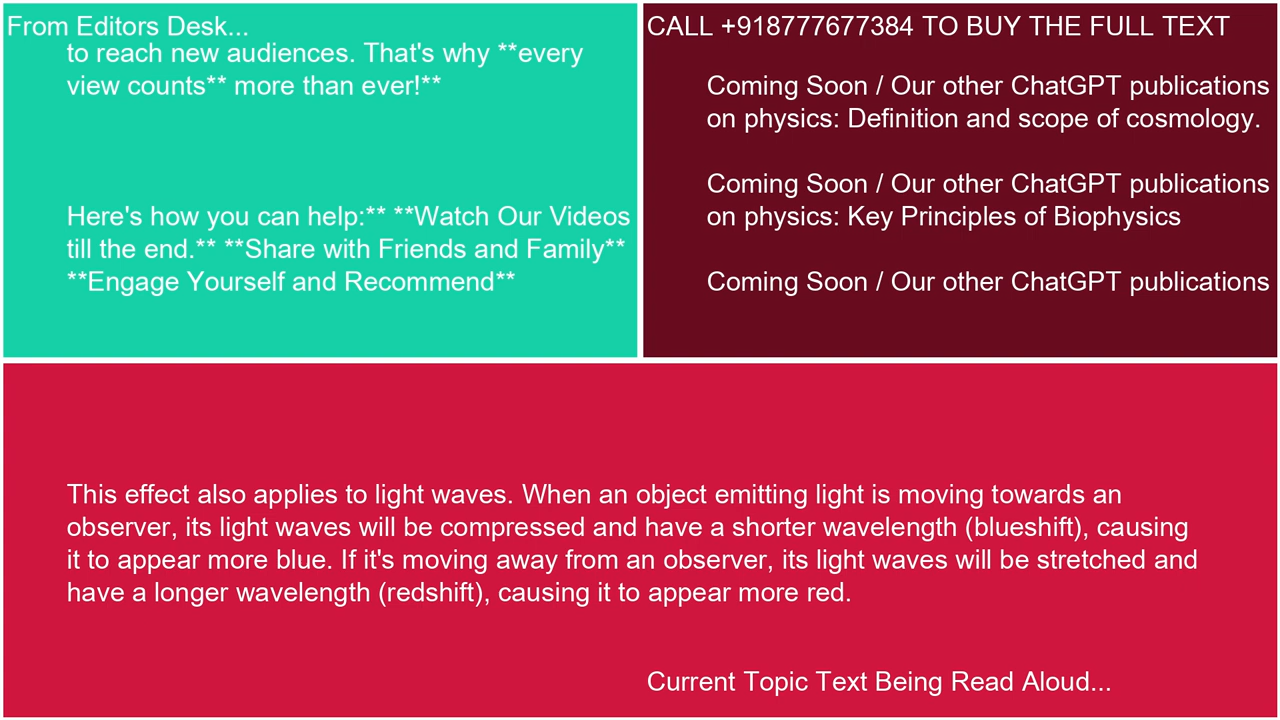 From Editors Desk...
to reach new audiences. That's why **every
view counts** more than ever!**
Here's how you can help:** **Watch Our Videos
till the end.** **Share with Friends and Family**
**Engage Yourself and Recommend**
CALL +918777677384 TO BUY THE FULL TEXT
Coming Soon / Our other ChatGPT publications
on physics: Definition and scope of cosmology.
Coming Soon / Our other ChatGPT publications
on physics: Key Principles of Biophysics
Coming Soon / Our other ChatGPT publications
This effect also applies to light waves. When an object emitting light is moving towards an
observer, its light waves will be compressed and have a shorter wavelength (blueshift), causing
it to appear more blue. If it's moving away from an observer, its light waves will be stretched and
have a longer wavelength (redshift), causing it to appear more red.
Current Topic Text Being Read Aloud...